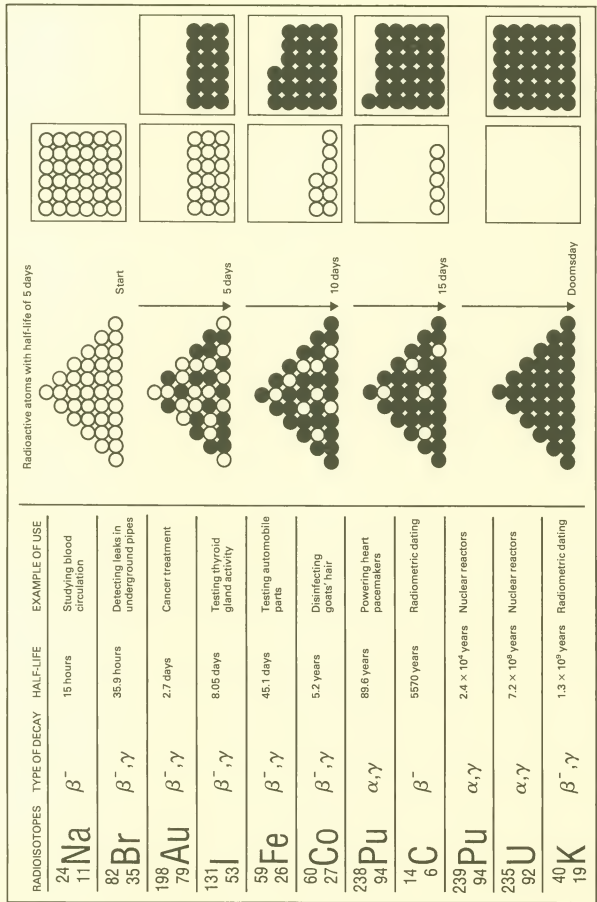 RADIOISOTOPES TYPE OF DECAY HALF-LIFE EXAMPLE OF USE
24
11 Na β⁻ 15 hours Studying blood
circulation
82
35 Br β⁻,γ 35.9 hours Detecting leaks in
underground pipes
198
79 Au β⁻,γ 2.7 days Cancer treatment
131
53 I β⁻,γ 8.05 days Testing thyroid
gland activity
59
26 Fe β⁻,γ 45.1 days Testing automobile
parts
60
27 Co β⁻,γ 5.2 years Disinfecting
goats' hair
238
94 Pu α,γ 89.6 years Powering heart
pacemakers
14
6 C β⁻ 5570 years Radiometric dating
239
94 Pu α,γ 2.4 × 10⁴ years Nuclear reactors
235
92 U α,γ 7.2 × 10⁸ years Nuclear reactors
40
19 K β⁻,γ 1.3 × 10⁹ years Radiometric dating
Radioactive atoms with half-life of 5 days
Start
5 days
10 days
15 days
Doomsday